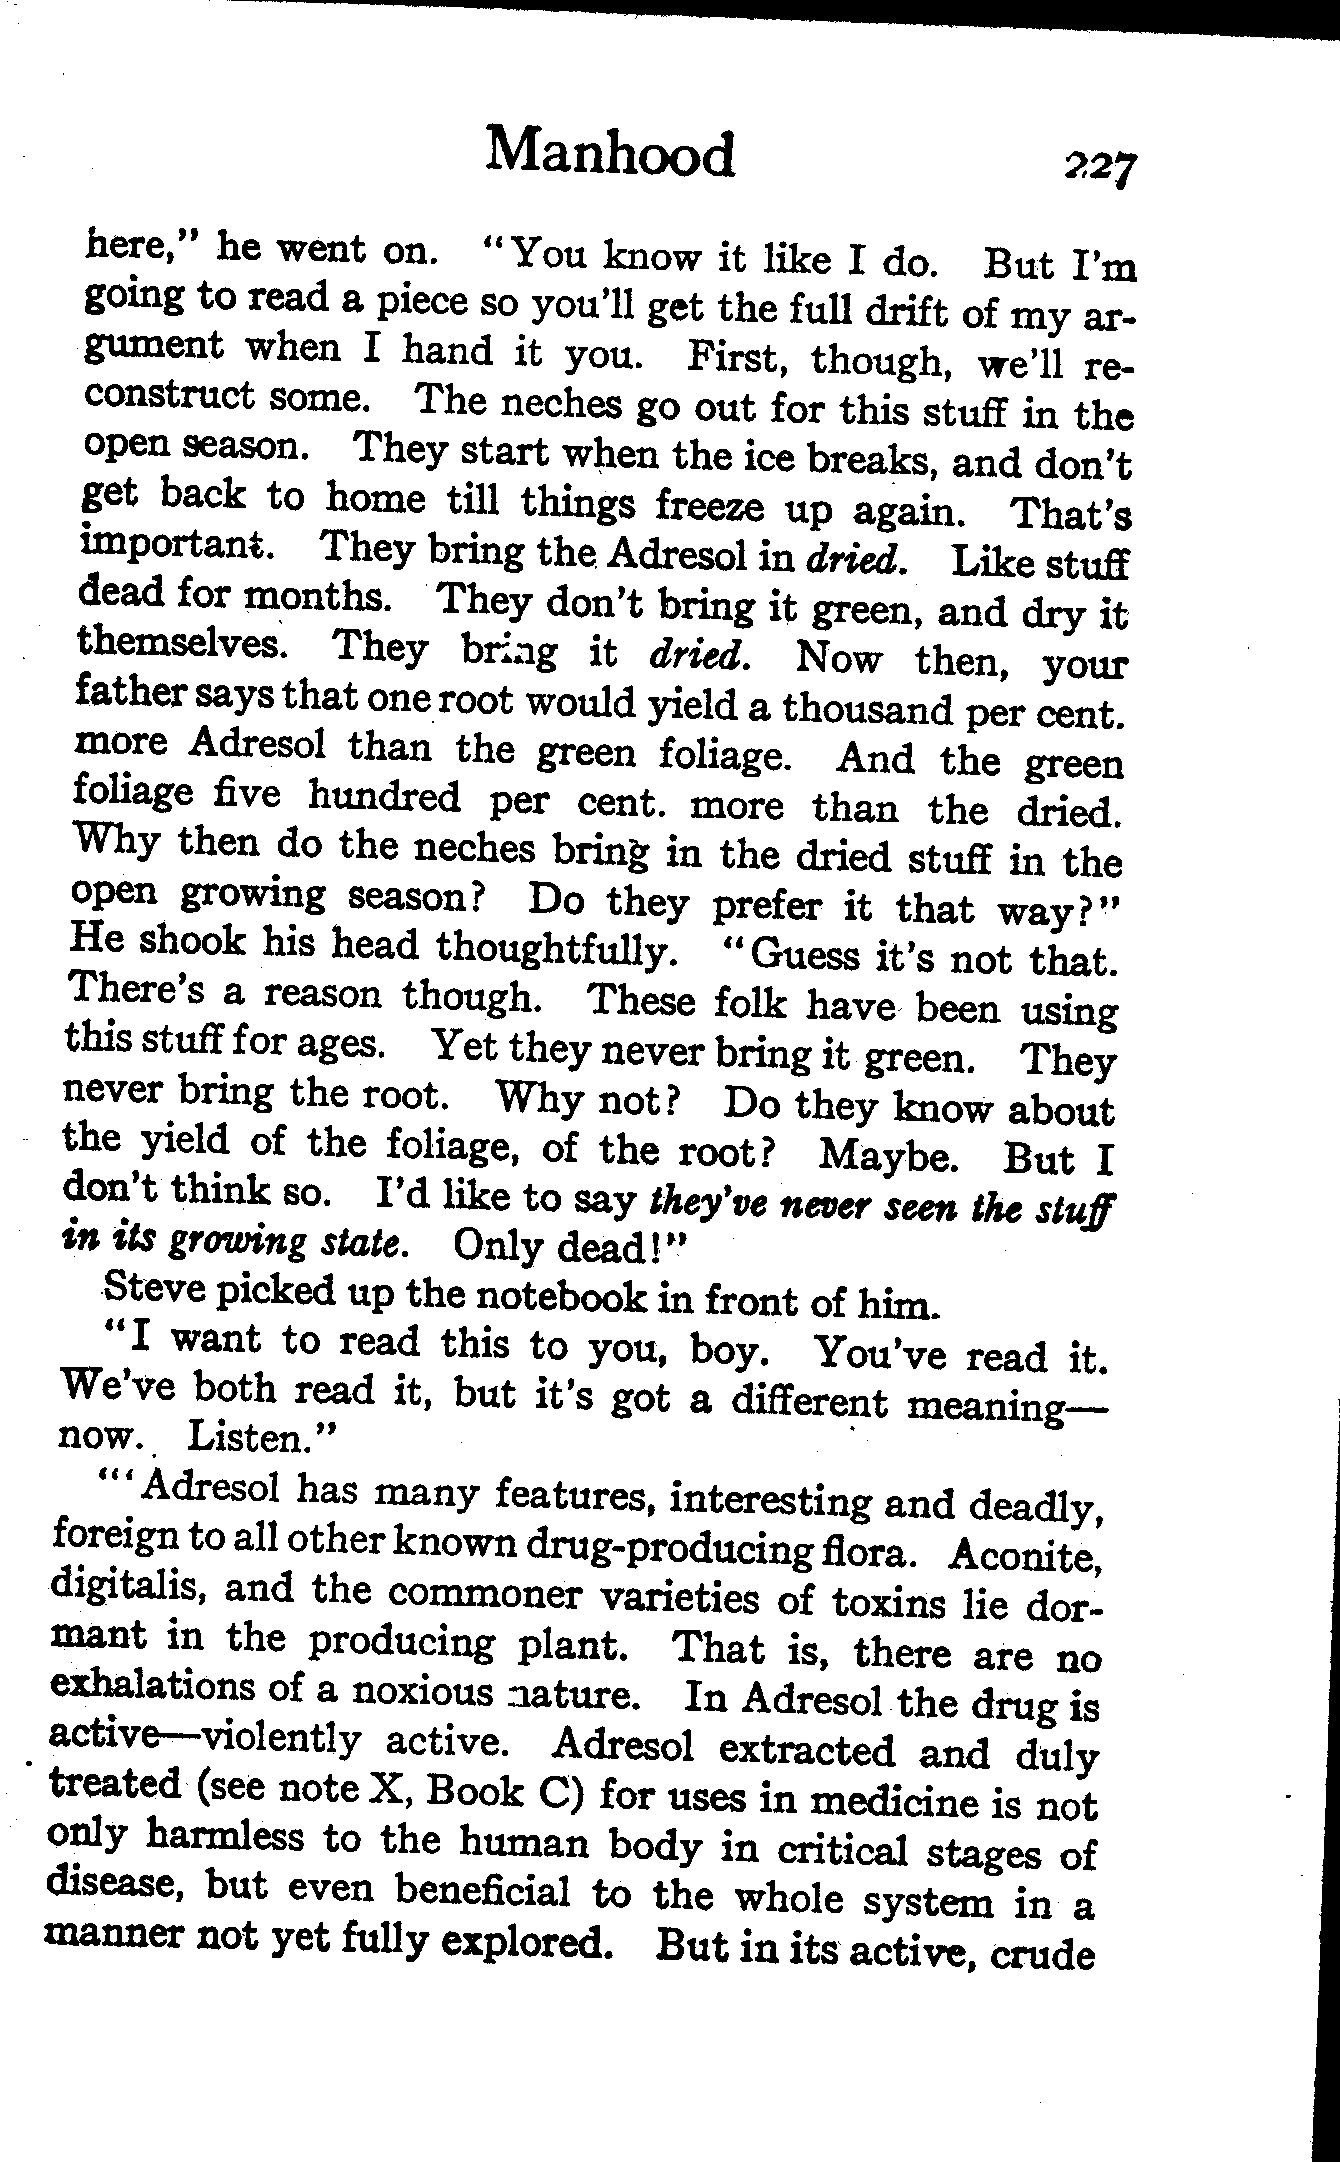 Manhood 227
here," he went on. "You know it like I do. But I'm
going to read a piece so you'll get the full drift of my ar-
gument when I hand it you. First, though, we'll re-
construct some. The neches go out for this stuff in the
open season. They start when the ice breaks, and don't
get back to home till things freeze up again. That's
important. They bring the Adresol in dried. Like stuff
dead for months. They don't bring it green, and dry it
themselves. They bring it dried. Now then, your
father says that one root would yield a thousand per cent.
more Adresol than the green foliage. And the green
foliage five hundred per cent. more than the dried.
Why then do the neches bring in the dried stuff in the
open growing season? Do they prefer it that way?"
He shook his head thoughtfully. "Guess it's not that.
There's a reason though. These folk have been using
this stuff for ages. Yet they never bring it green. They
never bring the root. Why not? Do they know about
the yield of the foliage, of the root? Maybe. But I
don't think so. I'd like to say they've never seen the stuff
in its growing state. Only dead!"
Steve picked up the notebook in front of him.
"I want to read this to you, boy. You've read it.
We've both read it, but it's got a different meaning—
now. Listen."
"'Adresol has many features, interesting and deadly,
foreign to all other known drug-producing flora. Aconite,
digitalis, and the commoner varieties of toxins lie dor-
mant in the producing plant. That is, there are no
exhalations of a noxious nature. In Adresol the drug is
active—violently active. Adresol extracted and duly
treated (see note X, Book C) for uses in medicine is not
only harmless to the human body in critical stages of
disease, but even beneficial to the whole system in a
manner not yet fully explored. But in its active, crude